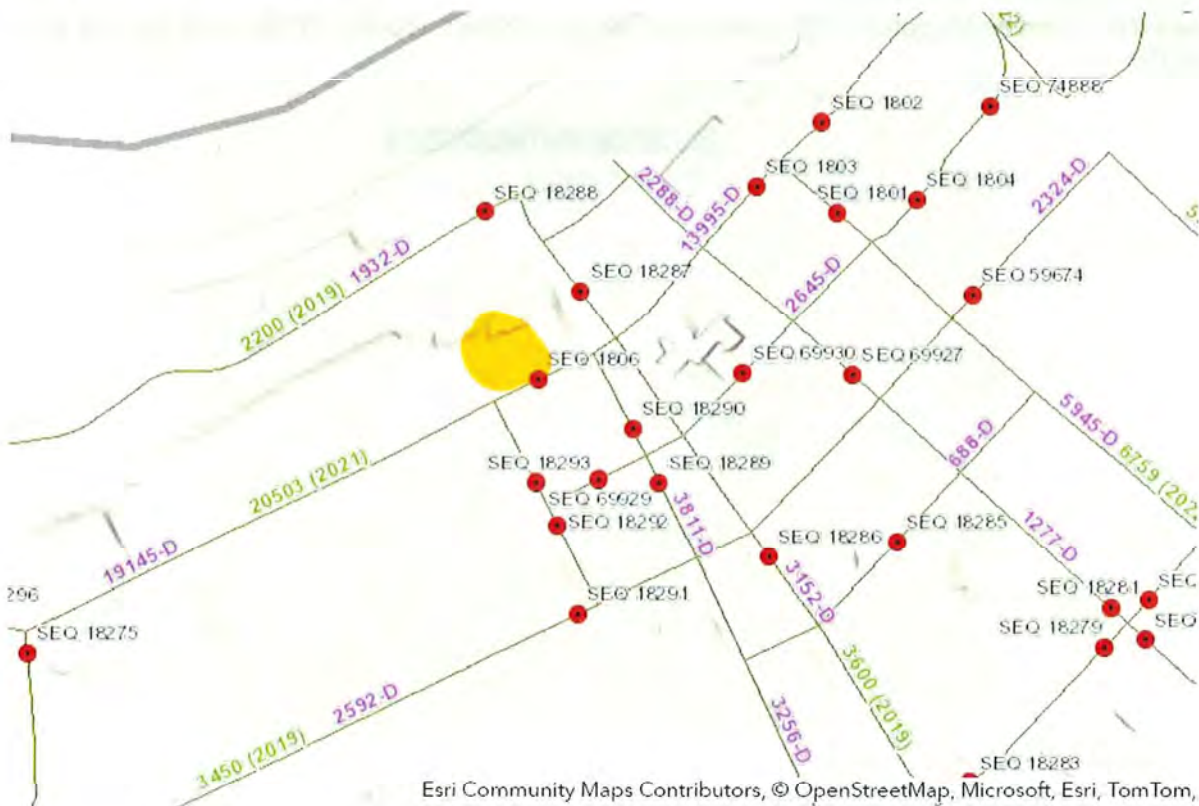 SEQ 74888
SEQ 1802
SEQ 1803
SEQ 1801
SEQ 1804
2288-D
2324-D
SEQ 18288
13995-D
1932-D
2200 (2019)
SEQ 18287
2645-D
SEQ 59674
SEQ 1806
SEQ 69930
SEQ 69927
SEQ 18290
5945-D
6759 (202
688-D
20503 (2021)
SEQ 18293
SEQ 18289
SEQ 69929
SEQ 18292
3811-D
19145-D
SEQ 18286
SEQ 18285
1277-D
3152-D
296
SEQ 18275
SEQ 18291
SEQ 18281
SEQ
SEQ 18279
SEQ
2592-D
3600 (2019)
3256-D
3450 (2019)
SEQ 18283
Esri Community Maps Contributors, © OpenStreetMap, Microsoft, Esri, TomTom,